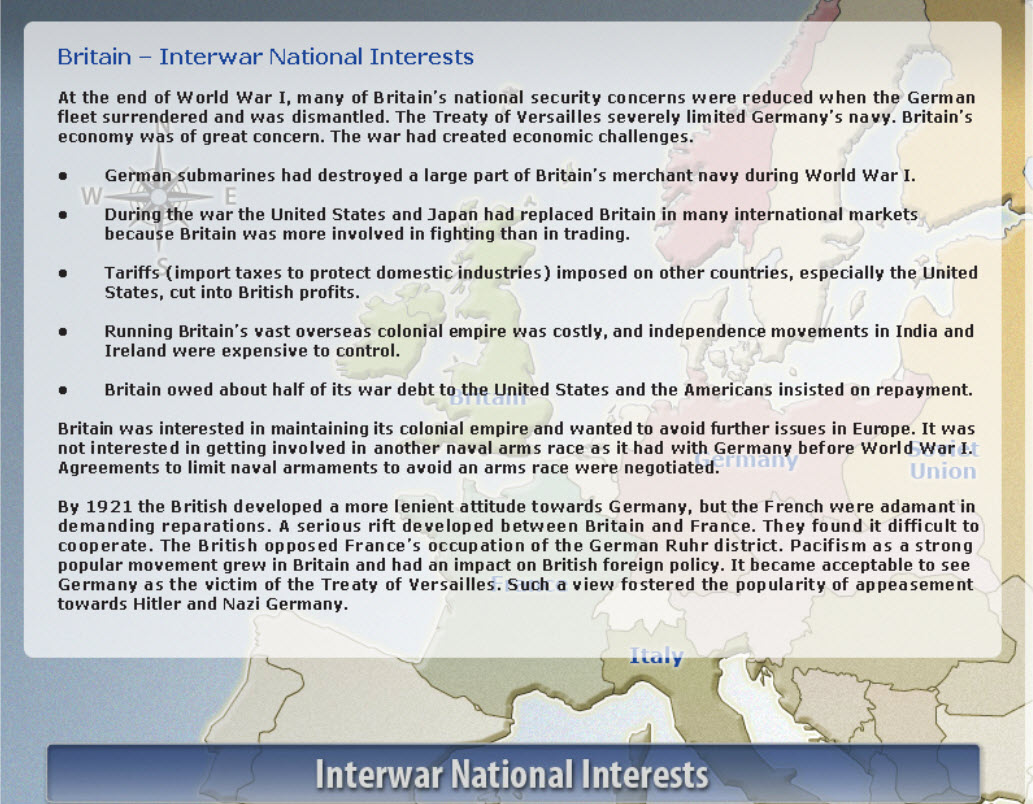 Britain – Interwar National Interests
At the end of World War I, many of Britain's national security concerns were reduced when the German
fleet surrendered and was dismantled. The Treaty of Versailles severely limited Germany's navy. Britain's
economy was of great concern. The war had created economic challenges.
N
W
E
S
• German submarines had destroyed a large part of Britain's merchant navy during World War I.
• During the war the United States and Japan had replaced Britain in many international markets
because Britain was more involved in fighting than in trading.
• Tariffs (import taxes to protect domestic industries) imposed on other countries, especially the United
States, cut into British profits.
• Running Britain's vast overseas colonial empire was costly, and independence movements in India and
Ireland were expensive to control.
• Britain owed about half of its war debt to the United States and the Americans insisted on repayment.
Britain
Britain was interested in maintaining its colonial empire and wanted to avoid further issues in Europe. It was
not interested in getting involved in another naval arms race as it had with Germany before World War I.
Agreements to limit naval armaments to avoid an arms race were negotiated.
Germany
Soviet
Union
By 1921 the British developed a more lenient attitude towards Germany, but the French were adamant in
demanding reparations. A serious rift developed between Britain and France. They found it difficult to
cooperate. The British opposed France's occupation of the German Ruhr district. Pacifism as a strong
popular movement grew in Britain and had an impact on British foreign policy. It became acceptable to see
Germany as the victim of the Treaty of Versailles. Such a view fostered the popularity of appeasement
towards Hitler and Nazi Germany.
France
Italy
Interwar National Interests